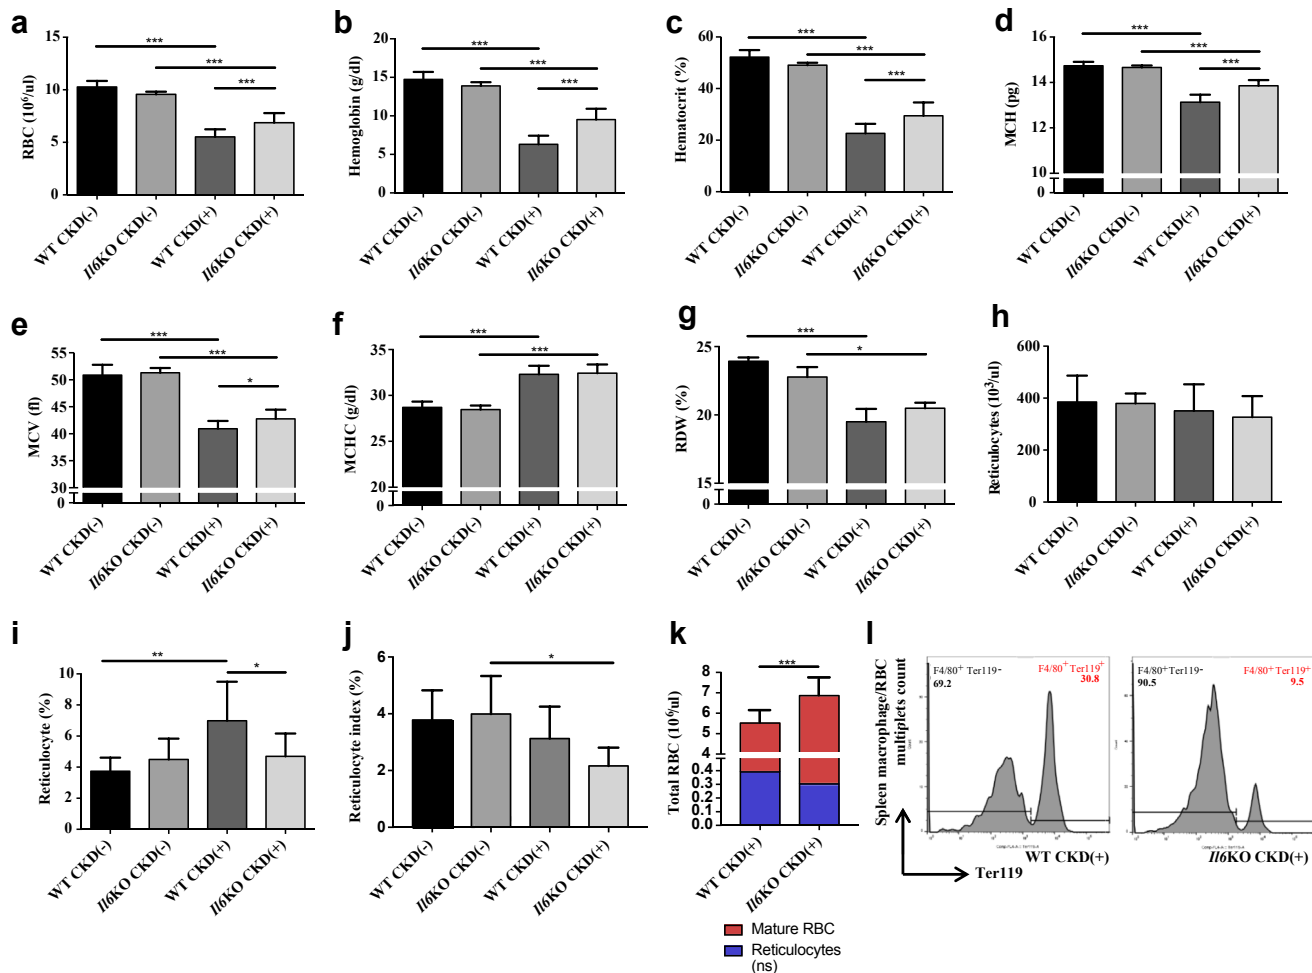 a
***
***
***
RBC (10⁶/ul)
15
10
5
0
WT CKD(-)
Il6KO CKD(-)
WT CKD(+)
Il6KO CKD(+)
b
***
***
***
Hemoglobin (g/dl)
20
15
10
5
0
WT CKD(-)
Il6KO CKD(-)
WT CKD(+)
Il6KO CKD(+)
c
***
***
***
Hematocrit (%)
60
40
20
0
WT CKD(-)
Il6KO CKD(-)
WT CKD(+)
Il6KO CKD(+)
d
***
***
***
MCH (pg)
16
14
12
10
0
WT CKD(-)
Il6KO CKD(-)
WT CKD(+)
Il6KO CKD(+)
e
***
***
*
MCV (fl)
55
50
45
40
35
30
0
WT CKD(-)
Il6KO CKD(-)
WT CKD(+)
Il6KO CKD(+)
f
***
***
MCHC (g/dl)
35
30
25
20
0
WT CKD(-)
Il6KO CKD(-)
WT CKD(+)
Il6KO CKD(+)
g
***
*
RDW (%)
25
20
15
0
WT CKD(-)
Il6KO CKD(-)
WT CKD(+)
Il6KO CKD(+)
h
Reticulocytes (10³/ul)
600
400
200
0
WT CKD(-)
Il6KO CKD(-)
WT CKD(+)
Il6KO CKD(+)
i
**
*
Reticulocyte (%)
10
8
6
4
2
0
WT CKD(-)
Il6KO CKD(-)
WT CKD(+)
Il6KO CKD(+)
j
*
Reticulocyte index (%)
6
4
2
0
WT CKD(-)
Il6KO CKD(-)
WT CKD(+)
Il6KO CKD(+)
k
***
Total RBC (10⁶/ul)
8
7
6
5
4
0.4
0.3
0.2
0.1
0.0
WT CKD(+)
Il6KO CKD(+)
Mature RBC
Reticulocytes
(ns)
l
Spleen macrophage/RBC
multiplets count
F4/80⁺ Ter119⁻
69.2
F4/80⁺ Ter119⁺
30.8
WT CKD(+)
F4/80⁺ Ter119⁻
90.5
F4/80⁺ Ter119⁺
9.5
Il6KO CKD(+)
Ter119